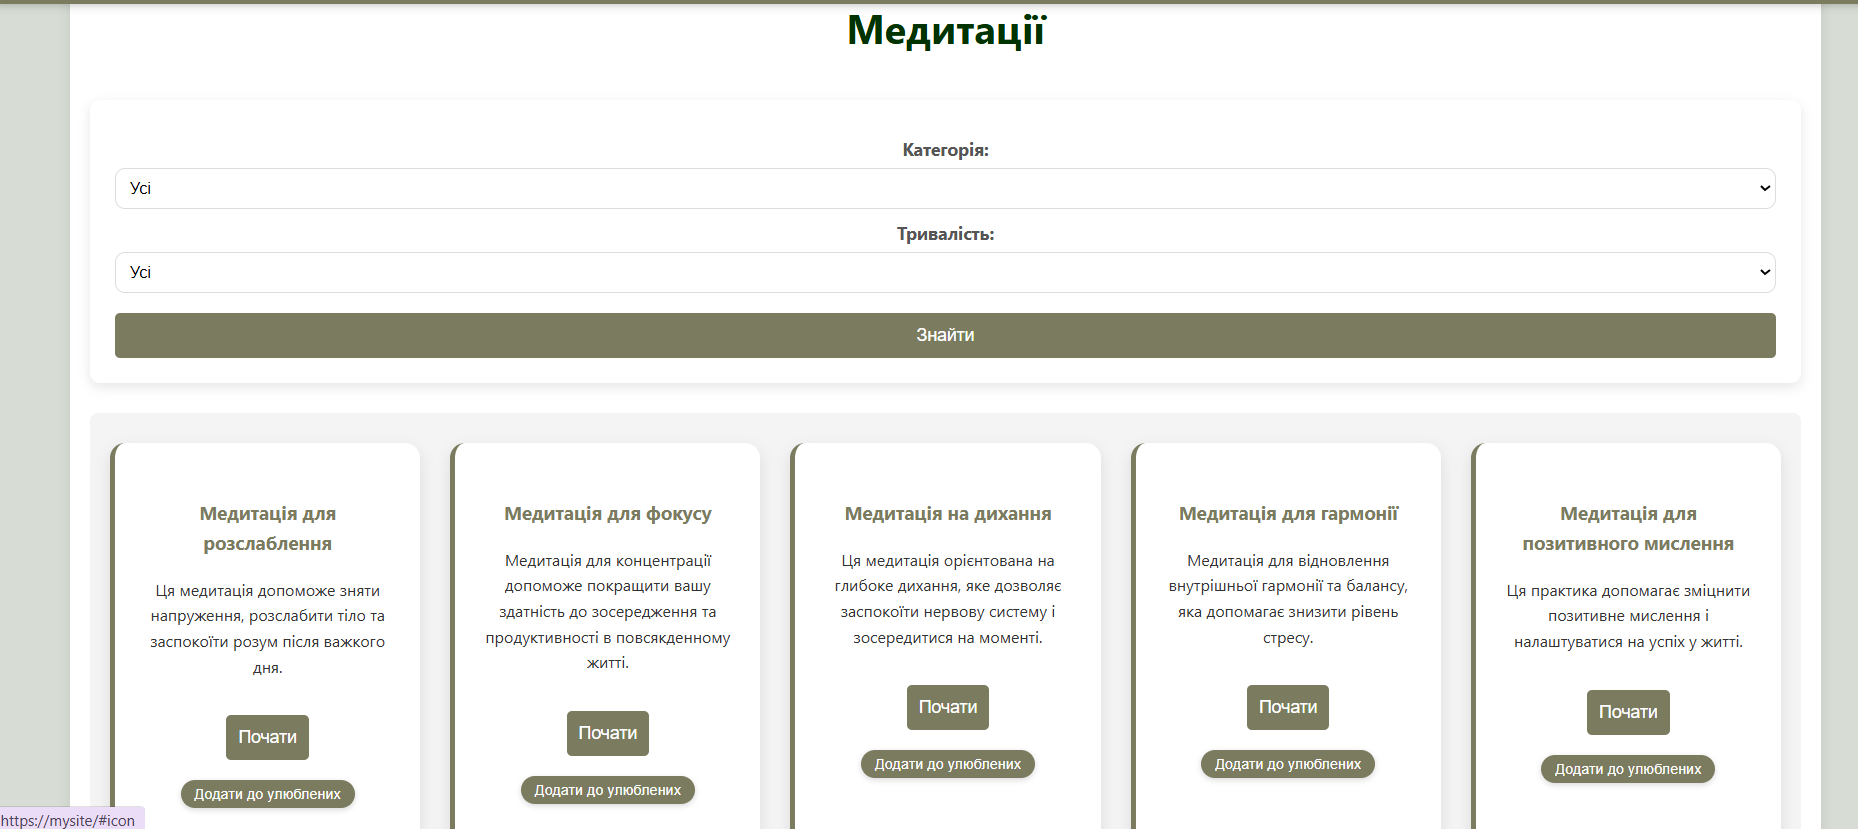 Медитації
Категорія:
Усі
Тривалість:
Усі
Знайти
Медитація для
розслаблення
Ця медитація допоможе зняти
напруження, розслабити тіло та
заспокоїти розум після важкого
дня.
Почати
Додати до улюблених
Медитація для фокусу
Медитація для концентрації
допоможе покращити вашу
здатність до зосередження та
продуктивності в повсякденному
житті.
Почати
Додати до улюблених
Медитація на дихання
Ця медитація орієнтована на
глибоке дихання, яке дозволяє
заспокоїти нервову систему і
зосередитися на моменті.
Почати
Додати до улюблених
Медитація для гармонії
Медитація для відновлення
внутрішньої гармонії та балансу,
яка допомагає знизити рівень
стресу.
Почати
Додати до улюблених
Медитація для
позитивного мислення
Ця практика допомагає зміцнити
позитивне мислення і
налаштуватися на успіх у житті.
Почати
Додати до улюблених
https://mysite/#icon